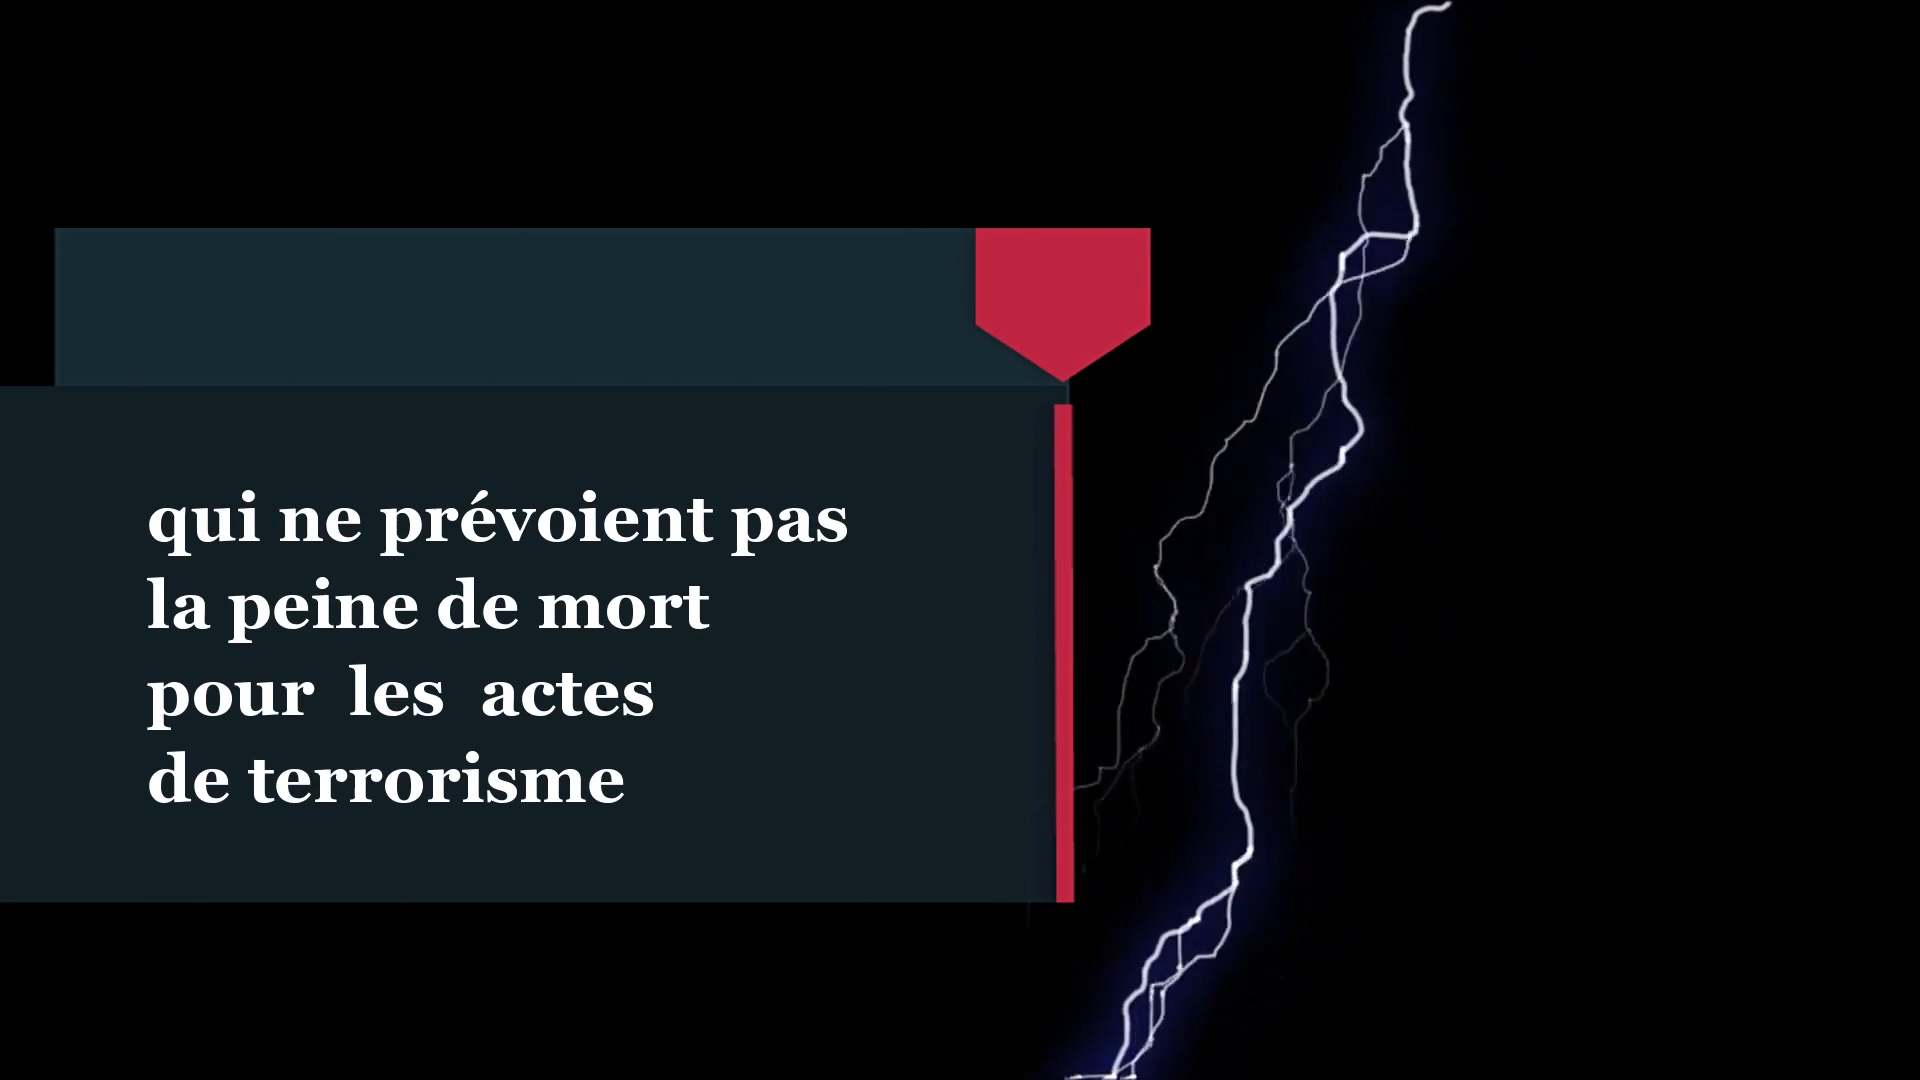 qui ne prévoient pas
la peine de mort
pour les actes
de terrorisme